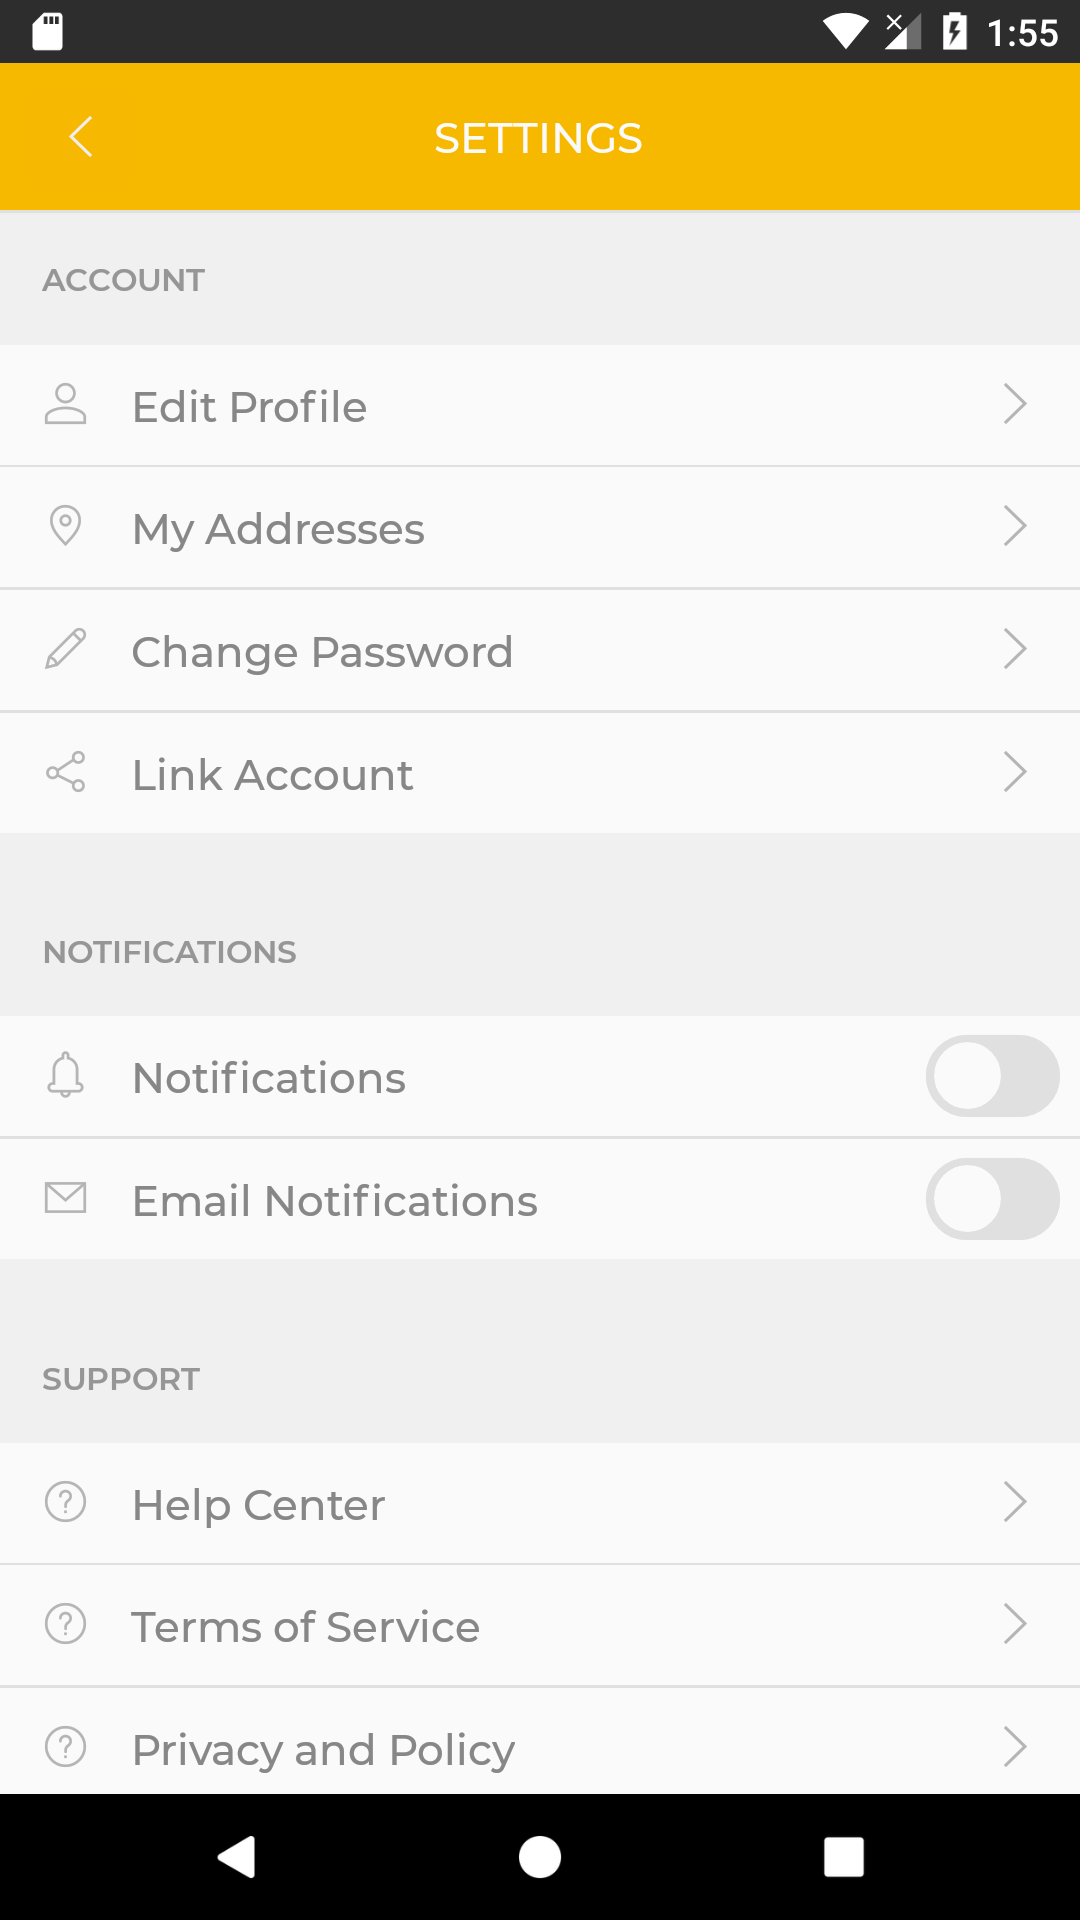 1:55
SETTINGS
ACCOUNT
Edit Profile
My Addresses
Change Password
Link Account
NOTIFICATIONS
Notifications
Email Notifications
SUPPORT
Help Center
Terms of Service
Privacy and Policy